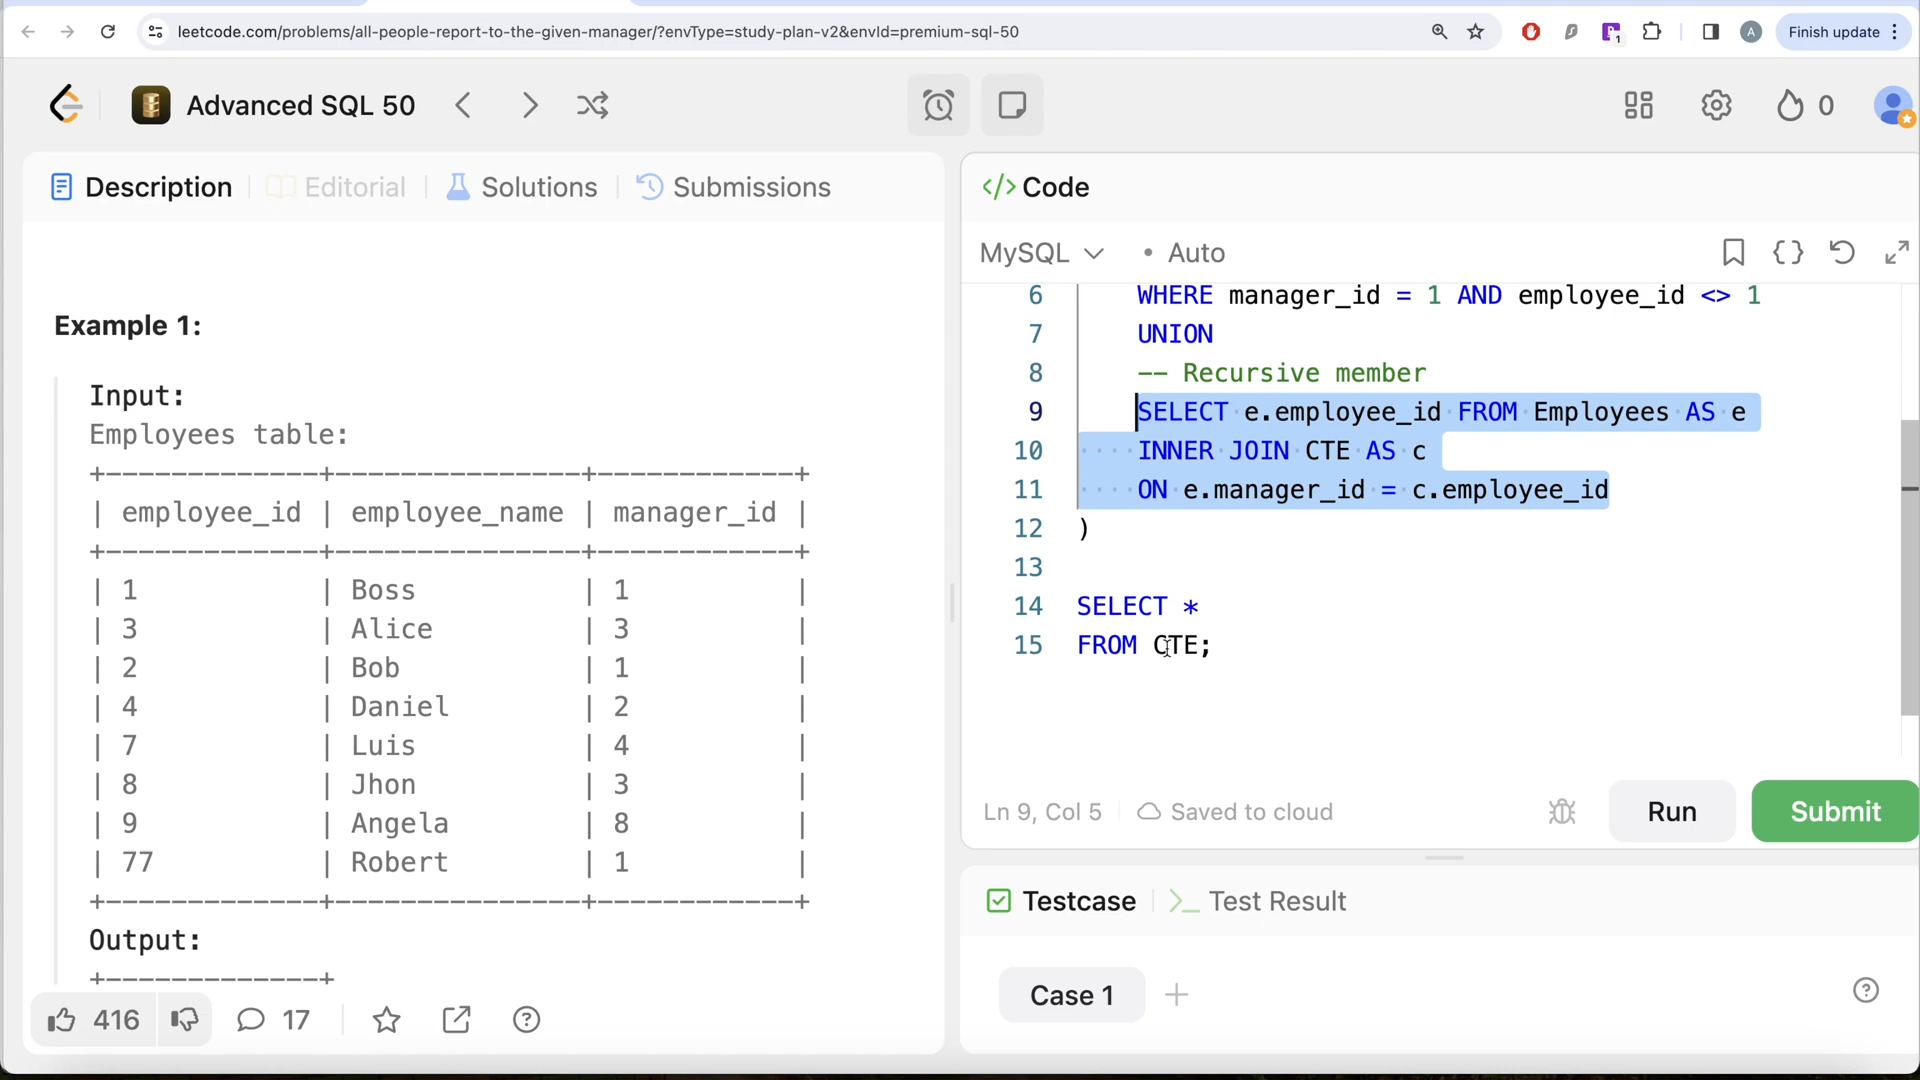 leetcode.com/problems/all-people-report-to-the-given-manager/?envType=study-plan-v2&envId=premium-sql-50
1
A
Finish update
Advanced SQL 50
0
Description
Editorial
Solutions
Submissions
Example 1:
Input:
Employees table:
+-------------+---------------+------------+
| employee_id | employee_name | manager_id |
+-------------+---------------+------------+
| 1 | Boss | 1 |
| 3 | Alice | 3 |
| 2 | Bob | 1 |
| 4 | Daniel | 2 |
| 7 | Luis | 4 |
| 8 | Jhon | 3 |
| 9 | Angela | 8 |
| 77 | Robert | 1 |
+-------------+---------------+------------+
Output:
+-------------+
416
17
</> Code
MySQL
• Auto
6 WHERE manager_id = 1 AND employee_id <> 1
7 UNION
8 -- Recursive member
9 SELECT e.employee_id FROM Employees AS e
10 INNER JOIN CTE AS c
11 ON e.manager_id = c.employee_id
12 )
13
14 SELECT *
15 FROM CTE;
Ln 9, Col 5
Saved to cloud
Run
Submit
Testcase
Test Result
Case 1